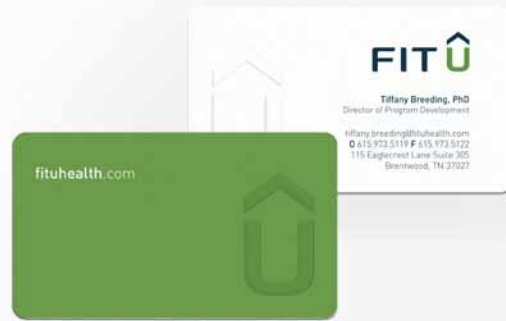 FIT U
Tiffany Breeding, PhD
Director of Program Development
tiffany.breeding@fituhealth.com
O 615.973.5119 F 615.973.5122
115 Eaglecrest Lane Suite 305
Brentwood, TN 37027
fituhealth.com
U